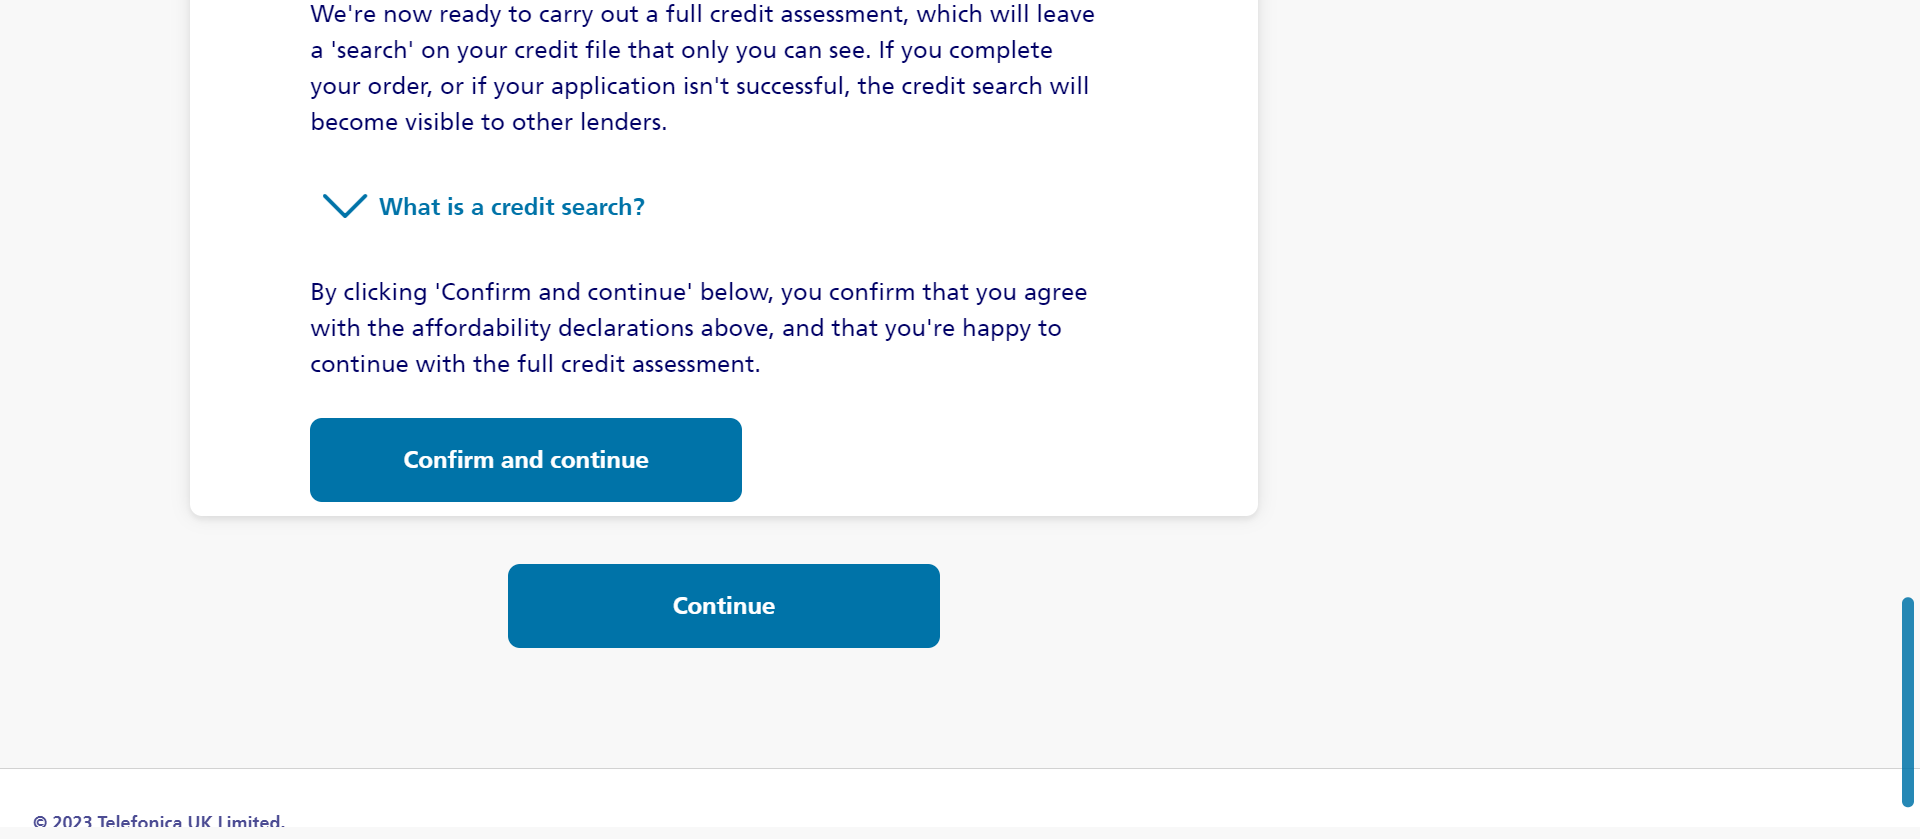 We're now ready to carry out a full credit assessment, which will leave
a 'search' on your credit file that only you can see. If you complete
your order, or if your application isn't successful, the credit search will
become visible to other lenders.
What is a credit search?
By clicking 'Confirm and continue' below, you confirm that you agree
with the affordability declarations above, and that you're happy to
continue with the full credit assessment.
Confirm and continue
Continue
© 2023 Telefonica UK Limited.